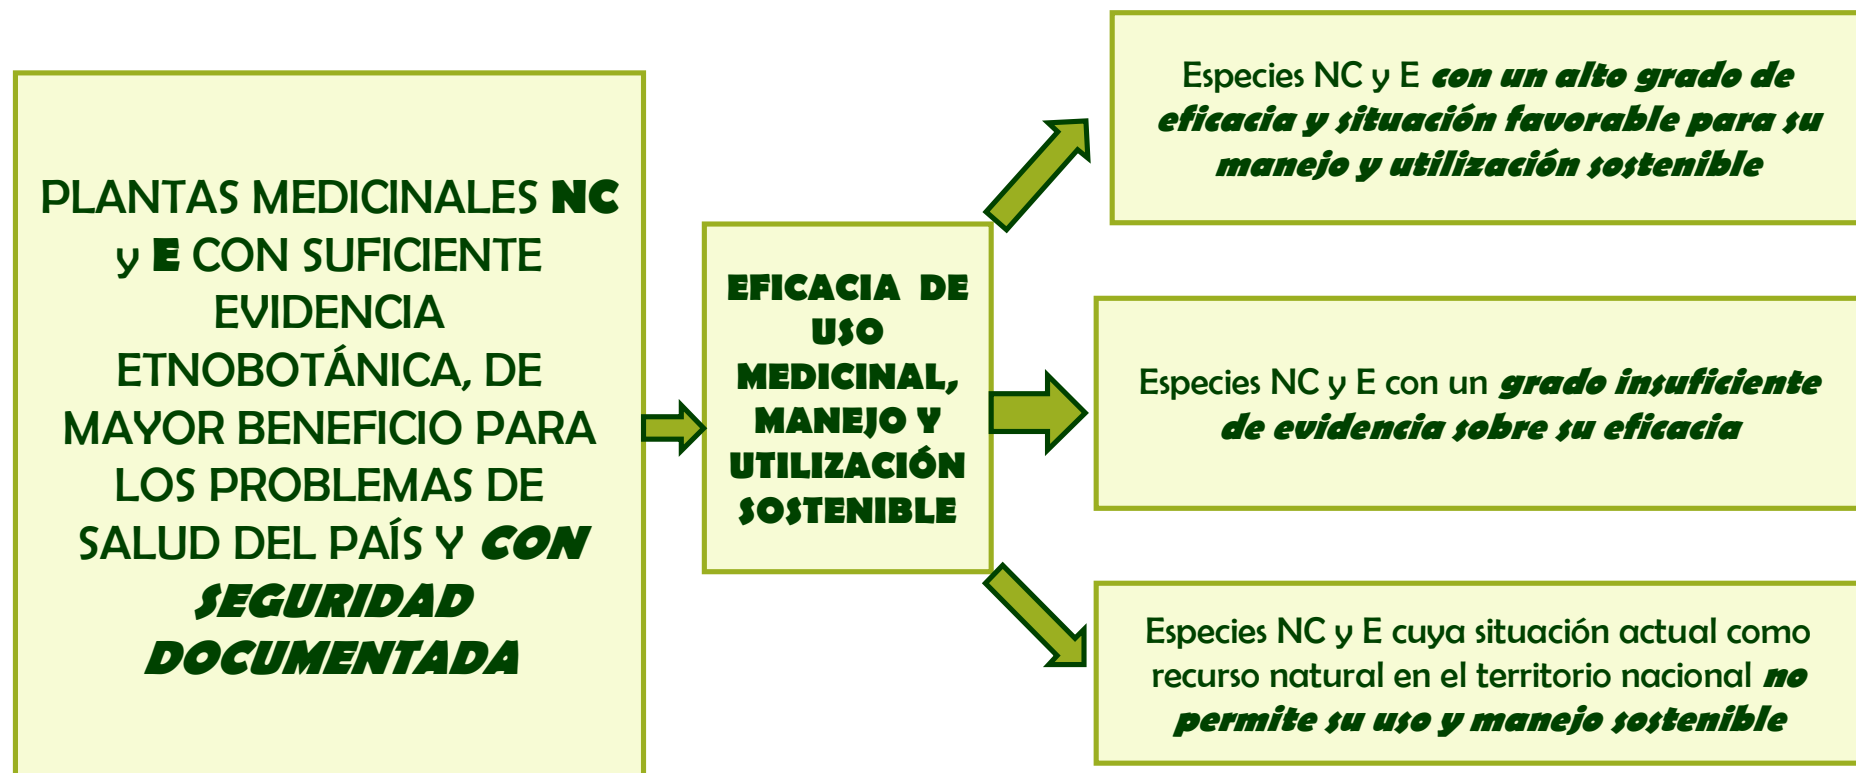 PLANTAS MEDICINALES NC
y E CON SUFICIENTE
EVIDENCIA
ETNOBOTÁNICA, DE
MAYOR BENEFICIO PARA
LOS PROBLEMAS DE
SALUD DEL PAÍS Y CON
SEGURIDAD
DOCUMENTADA
EFICACIA DE
USO
MEDICINAL,
MANEJO Y
UTILIZACIÓN
SOSTENIBLE
Especies NC y E con un alto grado de
eficacia y situación favorable para su
manejo y utilización sostenible
Especies NC y E con un grado insuficiente
de evidencia sobre su eficacia
Especies NC y E cuya situación actual como
recurso natural en el territorio nacional no
permite su uso y manejo sostenible